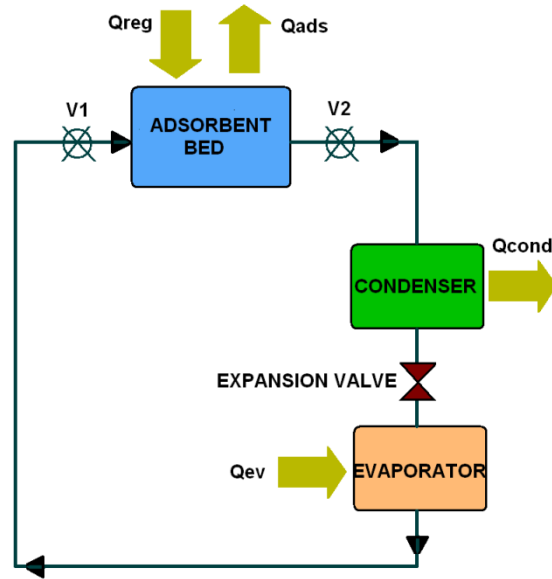 Qreg
Qads
V1
ADSORBENT
BED
V2
Qcond
CONDENSER
EXPANSION VALVE
Qev
EVAPORATOR